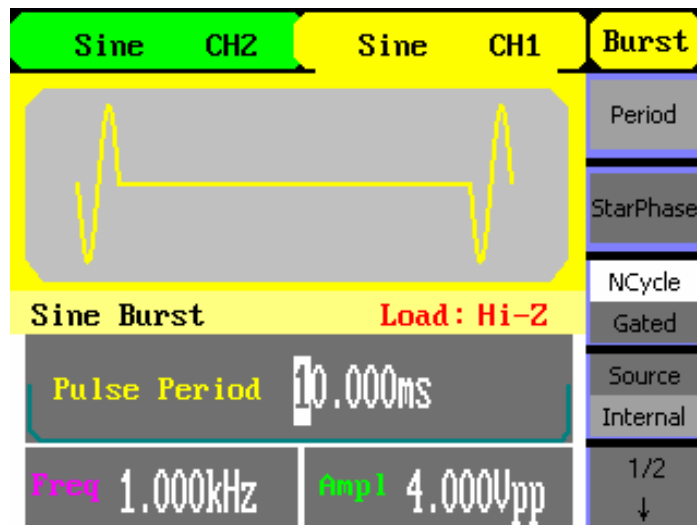 Sine CH2 Sine CH1 Burst
Period
StarPhase
NCycle
Gated
Source
Internal
1/2
↓
Sine Burst Load: Hi-Z
Pulse Period 10.000ms
Freq 1.000kHz Ampl 4.000Vpp